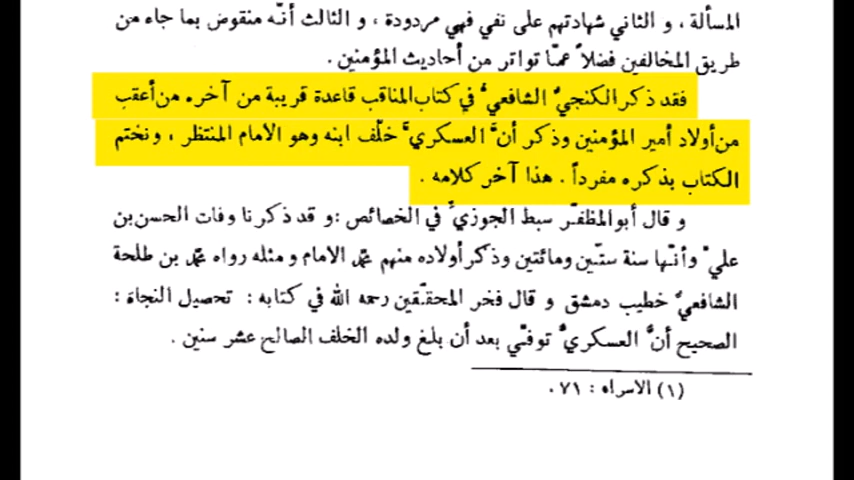 المسألة ، و الثاني شهادتهم على نفي فهي مردودة ، و الثالث أنّه منقوض بما جاء من
طريق المخالفين فضلاً عمّا تواتر من أحاديث المؤمنين .
فقد ذكر الكنجيُّ الشافعيُّ في كتاب المناقب قاعدة قريبة من آخره من أعقب
من أولاد أمير المؤمنين وذكر أنَّ العسكريَّ خلّف ابنه وهو الامام المنتظر ، ونختم
الكتاب بذكره مفرداً . هذا آخر كلامه .
و قال أبوالمظفّر سبط الجوزيّ في الخصائص :و قد ذكرنا وفات الحسن بن
عليّ وأنّها سنة ستّين ومائتين وذكر أولاده منهم محمّد الامام و مثله رواه محمّد بن طلحة
الشافعيُّ خطيب دمشق و قال فخر المحقّقين رحمه الله في كتابه : تحصيل النجاة :
الصحيح أنَّ العسكريَّ توفّي بعد أن بلغ ولده الخلف الصالح عشر سنين .
(١) الاسراء : ٧١ .